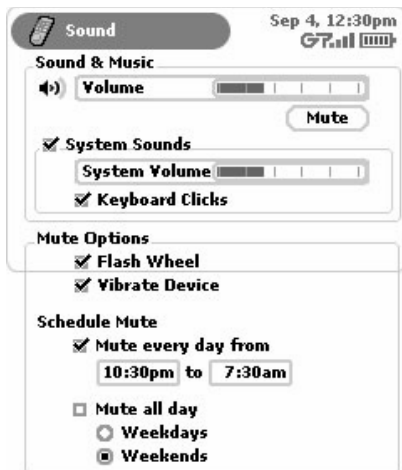 Sound
Sep 4, 12:30pm
G
Sound & Music
Volume
Mute
System Sounds
System Volume
Keyboard Clicks
Mute Options
Flash Wheel
Vibrate Device
Schedule Mute
Mute every day from
10:30pm to 7:30am
Mute all day
Weekdays
Weekends